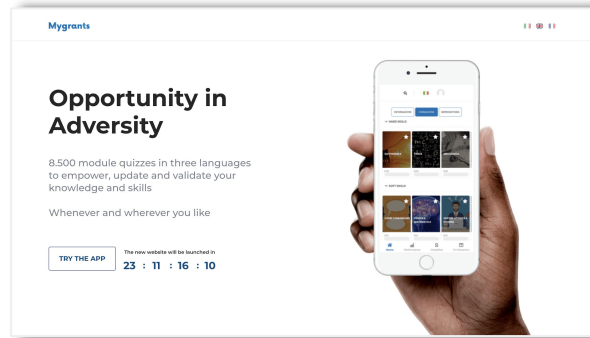 Mygrants
Opportunity in
Adversity
8.500 module quizzes in three languages
to empower, update and validate your
knowledge and skills
Whenever and wherever you like
TRY THE APP
The new website will be launched in
23 : 11 : 16 : 10